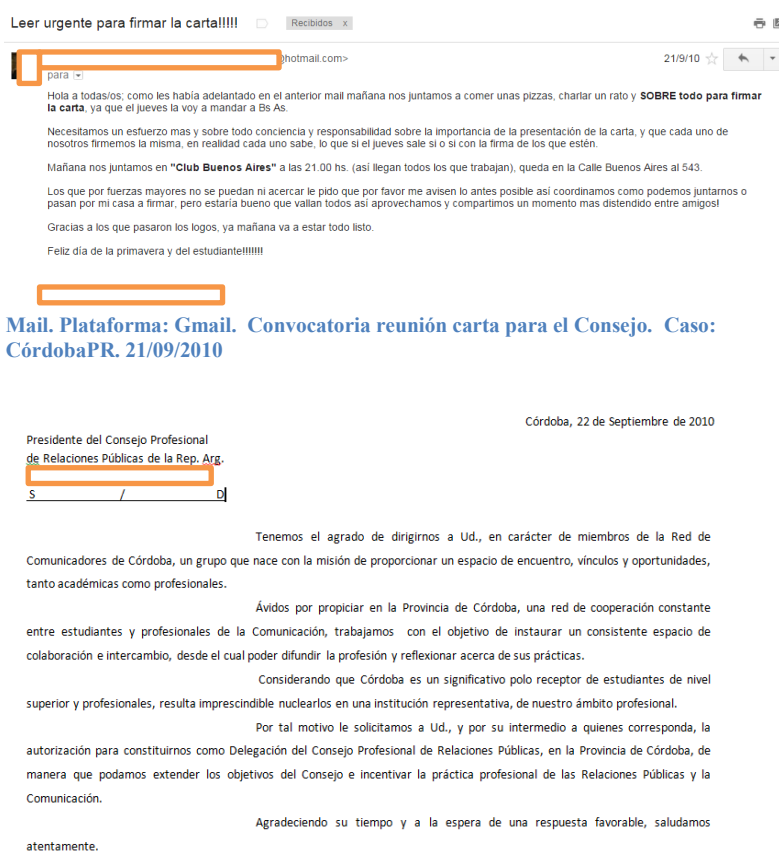 Leer urgente para firmar la carta!!!!!
Recibidos x
@hotmail.com>
21/9/10
para
Hola a todas/os; como les había adelantado en el anterior mail mañana nos juntamos a comer unas pizzas, charlar un rato y SOBRE todo para firmar
la carta, ya que el jueves la voy a mandar a Bs As.
Necesitamos un esfuerzo mas y sobre todo conciencia y responsabilidad sobre la importancia de la presentación de la carta, y que cada uno de
nosotros firmemos la misma, en realidad cada uno sabe, lo que si el jueves sale si o si con la firma de los que estén.
Mañana nos juntamos en "Club Buenos Aires" a las 21.00 hs. (así llegan todos los que trabajan), queda en la Calle Buenos Aires al 543.
Los que por fuerzas mayores no se puedan ni acercar le pido que por favor me avisen lo antes posible así coordinamos como podemos juntarnos o
pasan por mi casa a firmar, pero estaría bueno que vallan todos así aprovechamos y compartimos un momento mas distendido entre amigos!
Gracias a los que pasaron los logos, ya mañana va a estar todo listo.
Feliz día de la primavera y del estudiante!!!!!!!
Mail. Plataforma: Gmail. Convocatoria reunión carta para el Consejo. Caso:
CórdobaPR. 21/09/2010
Córdoba, 22 de Septiembre de 2010
Presidente del Consejo Profesional
de Relaciones Públicas de la Rep. Arg.
S / D
Tenemos el agrado de dirigirnos a Ud., en carácter de miembros de la Red de
Comunicadores de Córdoba, un grupo que nace con la misión de proporcionar un espacio de encuentro, vínculos y oportunidades,
tanto académicas como profesionales.
Ávidos por propiciar en la Provincia de Córdoba, una red de cooperación constante
entre estudiantes y profesionales de la Comunicación, trabajamos con el objetivo de instaurar un consistente espacio de
colaboración e intercambio, desde el cual poder difundir la profesión y reflexionar acerca de sus prácticas.
Considerando que Córdoba es un significativo polo receptor de estudiantes de nivel
superior y profesionales, resulta imprescindible nuclearlos en una institución representativa, de nuestro ámbito profesional.
Por tal motivo le solicitamos a Ud., y por su intermedio a quienes corresponda, la
autorización para constituirnos como Delegación del Consejo Profesional de Relaciones Públicas, en la Provincia de Córdoba, de
manera que podamos extender los objetivos del Consejo e incentivar la práctica profesional de las Relaciones Públicas y la
Comunicación.
Agradeciendo su tiempo y a la espera de una respuesta favorable, saludamos
atentamente.